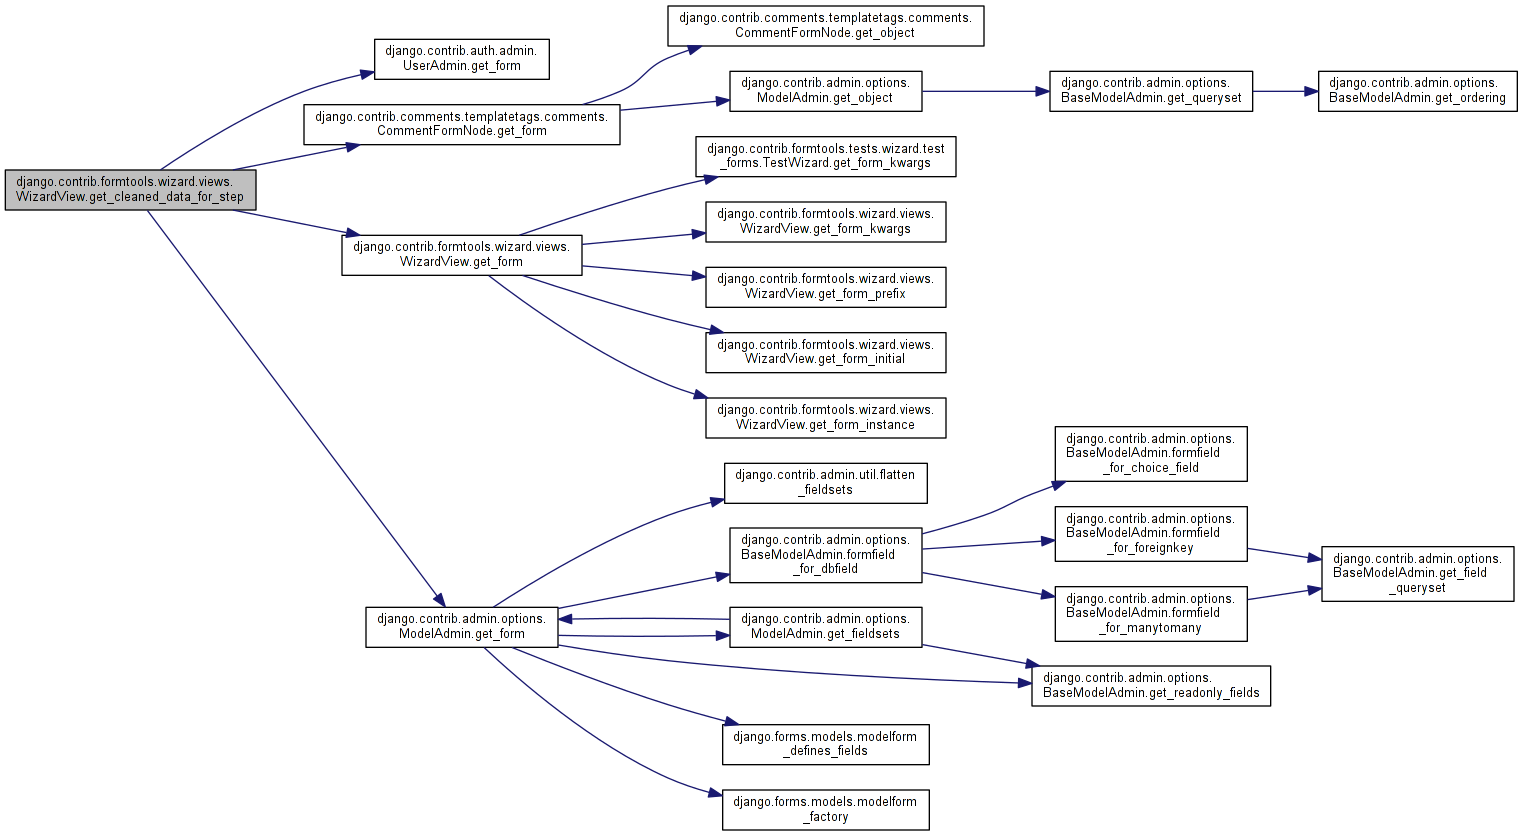 django.contrib.comments.templatetags.comments.
CommentFormNode.get_object
django.contrib.auth.admin.
UserAdmin.get_form
django.contrib.admin.options.
ModelAdmin.get_object
django.contrib.admin.options.
BaseModelAdmin.get_queryset
django.contrib.admin.options.
BaseModelAdmin.get_ordering
django.contrib.comments.templatetags.comments.
CommentFormNode.get_form
django.contrib.formtools.tests.wizard.test
_forms.TestWizard.get_form_kwargs
django.contrib.formtools.wizard.views.
WizardView.get_cleaned_data_for_step
django.contrib.formtools.wizard.views.
WizardView.get_form_kwargs
django.contrib.formtools.wizard.views.
WizardView.get_form
django.contrib.formtools.wizard.views.
WizardView.get_form_prefix
django.contrib.formtools.wizard.views.
WizardView.get_form_initial
django.contrib.formtools.wizard.views.
WizardView.get_form_instance
django.contrib.admin.options.
BaseModelAdmin.formfield
_for_choice_field
django.contrib.admin.util.flatten
_fieldsets
django.contrib.admin.options.
BaseModelAdmin.formfield
_for_foreignkey
django.contrib.admin.options.
BaseModelAdmin.formfield
_for_dbfield
django.contrib.admin.options.
BaseModelAdmin.get_field
_queryset
django.contrib.admin.options.
BaseModelAdmin.formfield
_for_manytomany
django.contrib.admin.options.
ModelAdmin.get_form
django.contrib.admin.options.
ModelAdmin.get_fieldsets
django.contrib.admin.options.
BaseModelAdmin.get_readonly_fields
django.forms.models.modelform
_defines_fields
django.forms.models.modelform
_factory